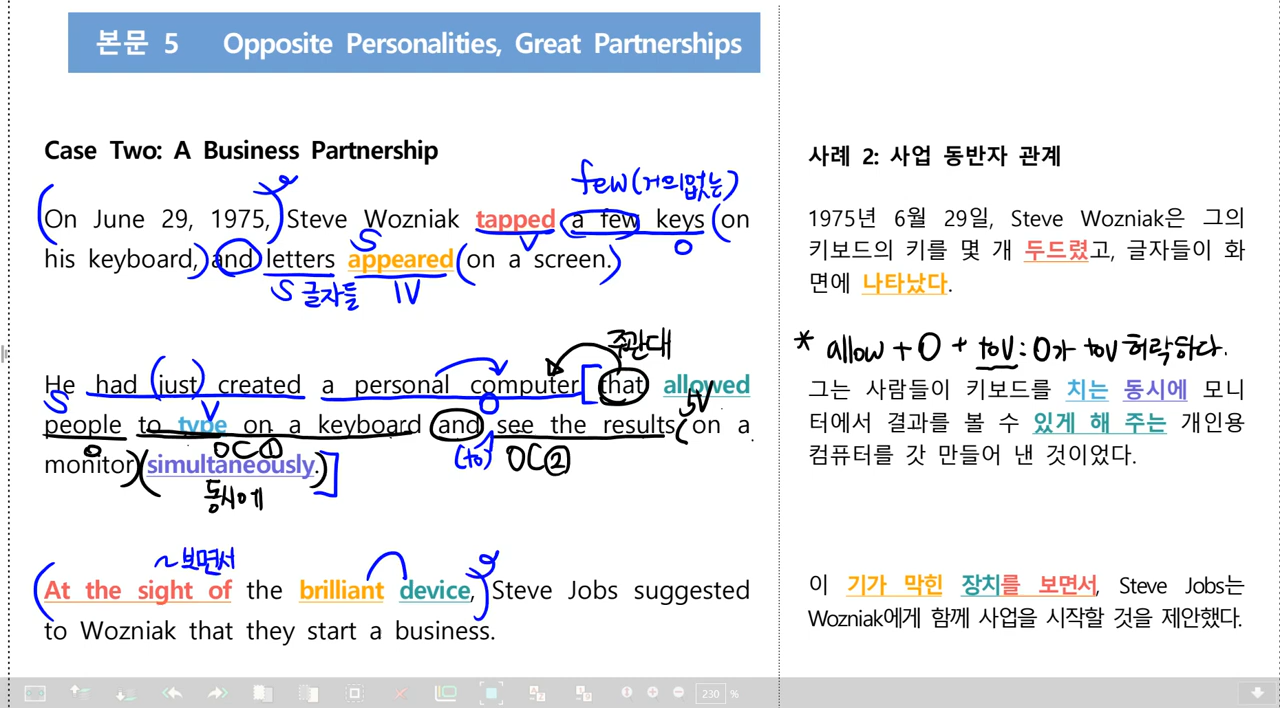 본문 5 Opposite Personalities, Great Partnerships
Case Two: A Business Partnership
few(거의없는)
On June 29, 1975, Steve Wozniak tapped a few keys (on
S V O
his keyboard,) and letters appeared (on a screen.)
S 글자들 1V
주관대
He had (just) created a personal computer [that allowed
S V O 5V
people to type on a keyboard and see the results (on a
O OC① (to) OC②
monitor) (simultaneously.)]
동시에
~보면서
(At the sight of the brilliant device,) Steve Jobs suggested
to Wozniak that they start a business.
사례 2: 사업 동반자 관계
1975년 6월 29일, Steve Wozniak은 그의
키보드의 키를 몇 개 두드렸고, 글자들이 화
면에 나타났다.
* allow + O + to V : O가 to V 허락하다.
그는 사람들이 키보드를 치는 동시에 모니
터에서 결과를 볼 수 있게 해 주는 개인용
컴퓨터를 갓 만들어 낸 것이었다.
이 기가 막힌 장치를 보면서, Steve Jobs는
Wozniak에게 함께 사업을 시작할 것을 제안했다.
230 %